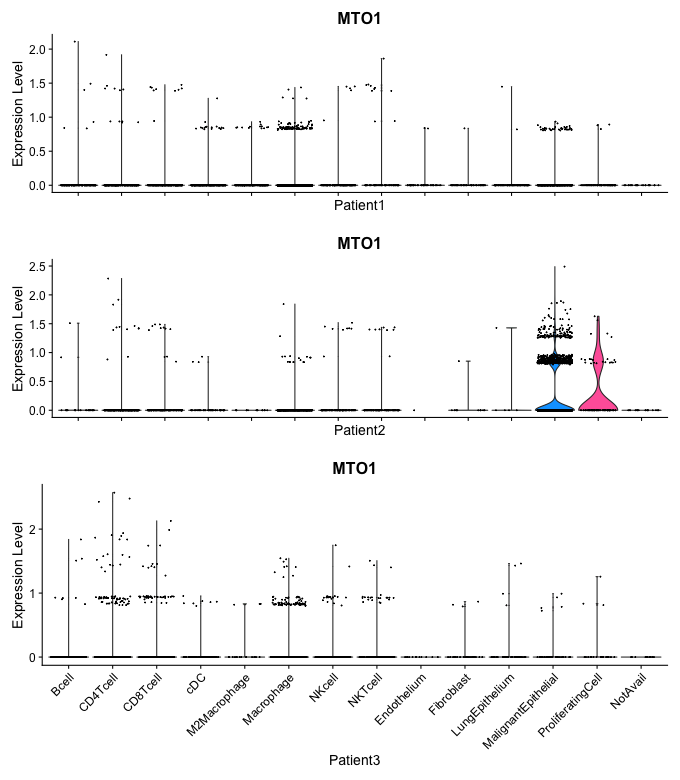 MTO1
Expression Level
2.0
1.5
1.0
0.5
0.0
Patient1
MTO1
Expression Level
2.5
2.0
1.5
1.0
0.5
0.0
Patient2
MTO1
Expression Level
2
1
0
Bcell
CD4Tcell
CD8Tcell
cDC
M2Macrophage
Macrophage
NKcell
NKTcell
Endothelium
Fibroblast
LungEpithelium
MalignantEpithelial
ProliferatingCell
NotAvail
Patient3